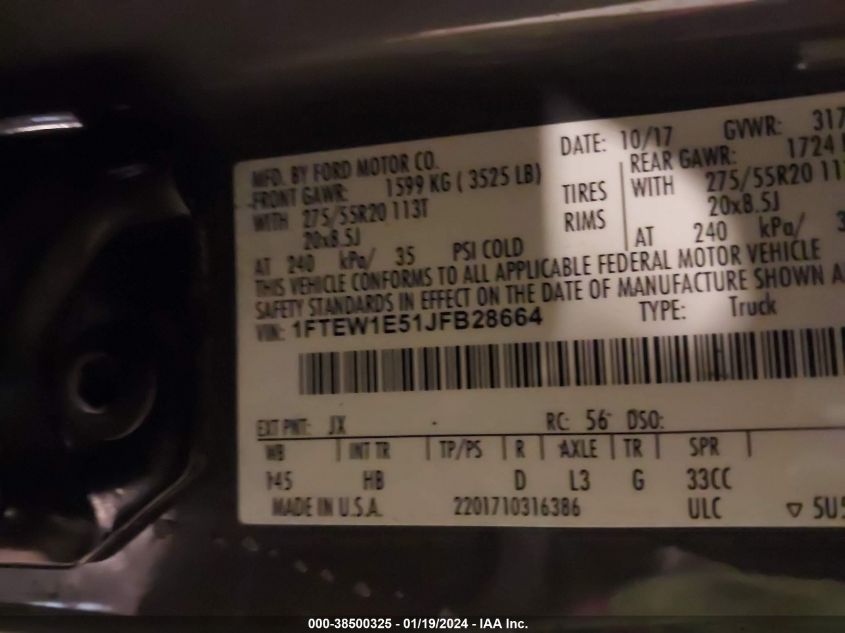 MFD. BY FORD MOTOR CO. DATE: 10/17 GVWR: 317
FRONT GAWR: 1599 KG ( 3525 LB) REAR GAWR: 1724
WITH 275/55R20 113T TIRES WITH 275/55R20 11
20x8.5J RIMS 20x8.5J
AT 240 kPa/ 35 PSI COLD AT 240 kPa/ 3
THIS VEHICLE CONFORMS TO ALL APPLICABLE FEDERAL MOTOR VEHICLE
SAFETY STANDARDS IN EFFECT ON THE DATE OF MANUFACTURE SHOWN A
VIN: 1FTEW1E51JFB28664 TYPE: Truck
EXT PNT: JX RC: 56 DSO:
WB INT TR TP/PS R AXLE TR SPR
145 HB D L3 G 33CC
MADE IN U.S.A. 2201710316386 ULC ▽ 5U5
000-38500325 - 01/19/2024 - IAA Inc.